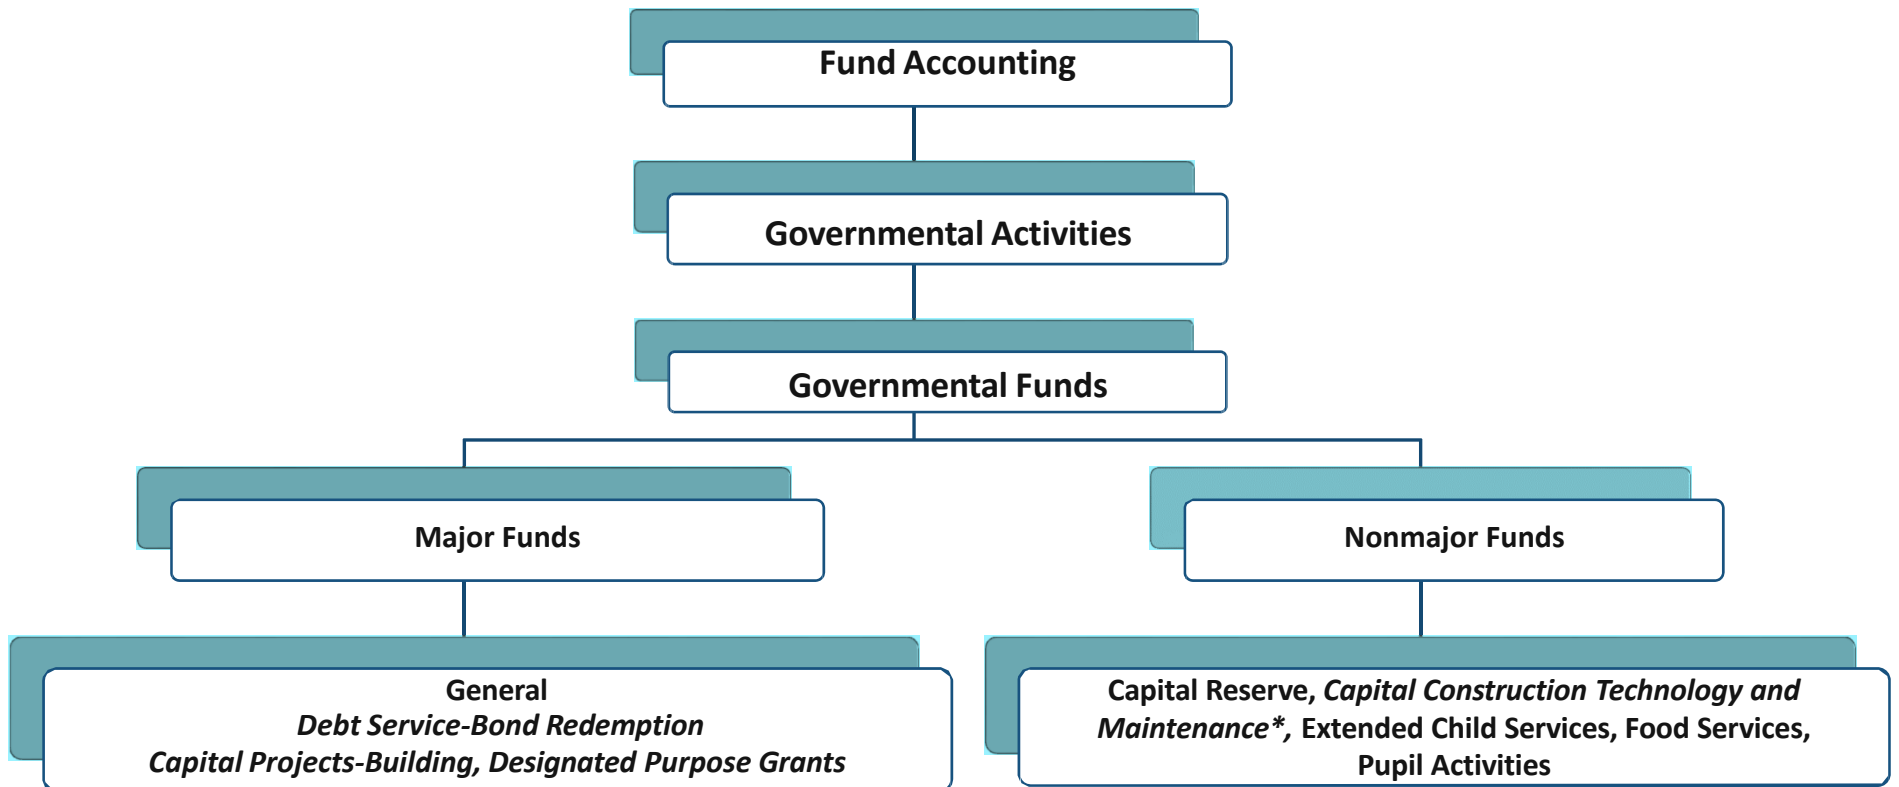 Fund Accounting
Governmental Activities
Governmental Funds
Major Funds
Nonmajor Funds
General
Debt Service-Bond Redemption
Capital Projects-Building, Designated Purpose Grants
Capital Reserve, Capital Construction Technology and
Maintenance*, Extended Child Services, Food Services,
Pupil Activities